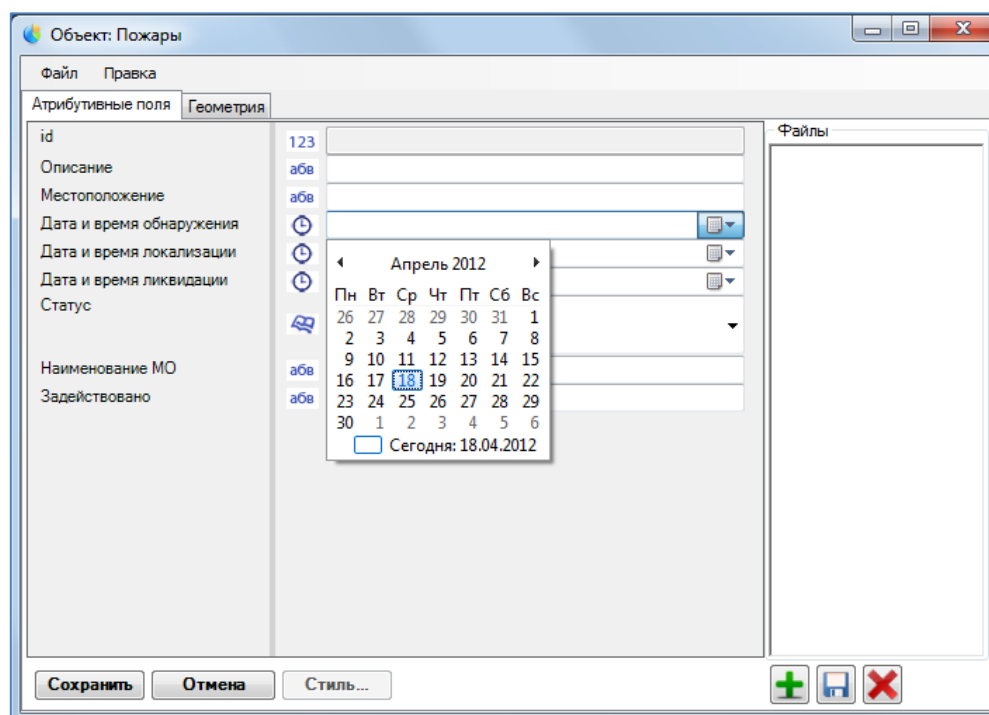 Объект: Пожары
Файл Правка
Атрибутивные поля Геометрия
id 123
Файлы
Описание абв
Местоположение абв
Дата и время обнаружения
Дата и время локализации
Дата и время ликвидации
Статус
Наименование МО абв
Задействовано абв
Апрель 2012
Пн Вт Ср Чт Пт Сб Вс
26 27 28 29 30 31 1
2 3 4 5 6 7 8
9 10 11 12 13 14 15
16 17 18 19 20 21 22
23 24 25 26 27 28 29
30 1 2 3 4 5 6
Сегодня: 18.04.2012
Сохранить Отмена Стиль...